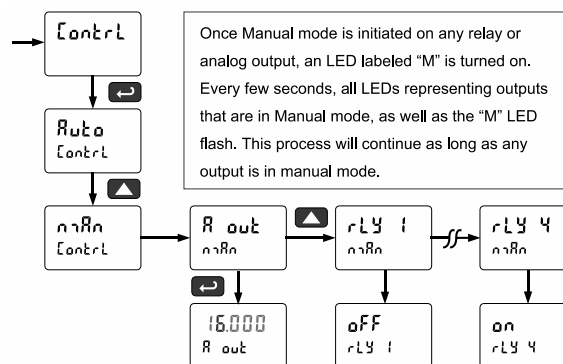 Contrl
Once Manual mode is initiated on any relay or
analog output, an LED labeled “M” is turned on.
Every few seconds, all LEDs representing outputs
that are in Manual mode, as well as the “M” LED
flash. This process will continue as long as any
output is in manual mode.
Auto
Contrl
mAn
Contrl
A out
mAn
rLY 1
mAn
rLY 4
mAn
16.000
A out
oFF
rLY 1
on
rLY 4